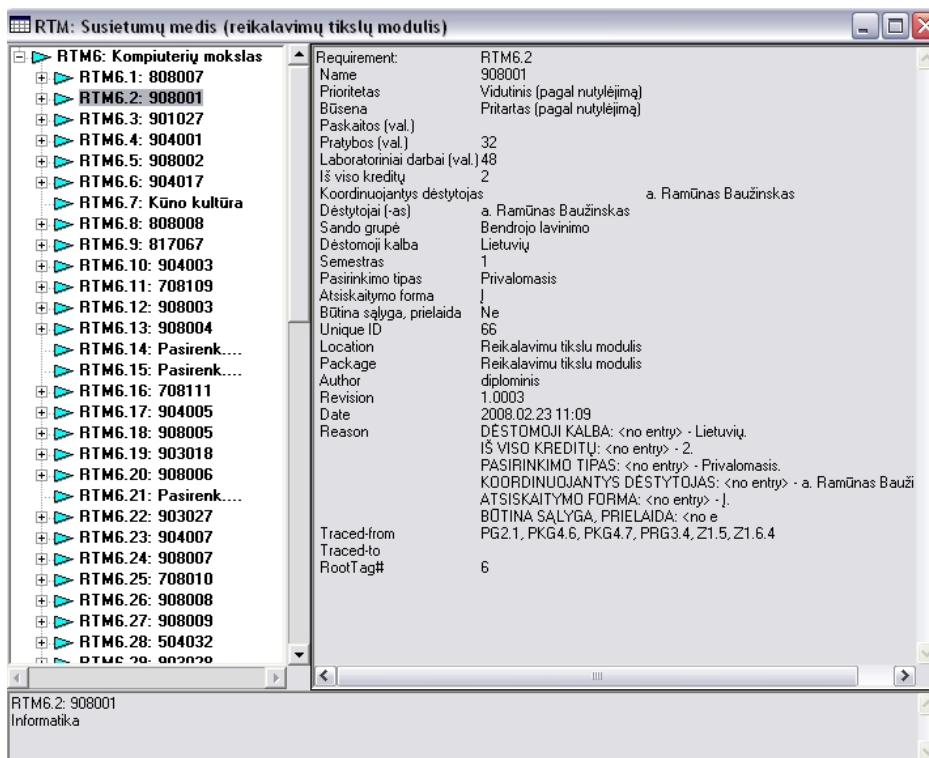 RTM: Susietumų medis (reikalavimų tikslų modulis)
RTM6: Kompiuterių mokslas
RTM6.1: 808007
RTM6.2: 908001
RTM6.3: 901027
RTM6.4: 904001
RTM6.5: 908002
RTM6.6: 904017
RTM6.7: Kūno kultūra
RTM6.8: 808008
RTM6.9: 817067
RTM6.10: 904003
RTM6.11: 708109
RTM6.12: 908003
RTM6.13: 908004
RTM6.14: Pasirenk....
RTM6.15: Pasirenk....
RTM6.16: 708111
RTM6.17: 904005
RTM6.18: 908005
RTM6.19: 903018
RTM6.20: 908006
RTM6.21: Pasirenk....
RTM6.22: 903027
RTM6.23: 904007
RTM6.24: 908007
RTM6.25: 708010
RTM6.26: 908008
RTM6.27: 908009
RTM6.28: 504032
RTM6.29: 903028
Requirement: RTM6.2
Name 908001
Prioritetas Vidutinis (pagal nutylėjimą)
Būsena Pritartas (pagal nutylėjimą)
Paskaitos (val.)
Pratybos (val.) 32
Laboratoriniai darbai (val.) 48
Iš viso kreditų 2
Koordinuojantys dėstytojas a. Ramūnas Baužinskas
Dėstytojai (-as) a. Ramūnas Baužinskas
Sando grupė Bendrojo lavinimo
Dėstomoji kalba Lietuvių
Semestras 1
Pasirinkimo tipas Privalomasis
Atsiskaitymo forma Į
Būtina sąlyga, prielaida Ne
Unique ID 66
Location Reikalavimu tikslu modulis
Package Reikalavimu tikslu modulis
Author diplominis
Revision 1.0003
Date 2008.02.23 11:09
Reason DĖSTOMOJI KALBA: <no entry> - Lietuvių.
IŠ VISO KREDITŲ: <no entry> - 2.
PASIRINKIMO TIPAS: <no entry> - Privalomasis.
KOORDINUOJANTYS DĖSTYTOJAS: <no entry> - a. Ramūnas Bauži
ATSISKAITYMO FORMA: <no entry> - Į.
BŪTINA SĄLYGA, PRIELAIDA: <no e
Traced-from PG2.1, PKG4.6, PKG4.7, PRG3.4, Z1.5, Z1.6.4
Traced-to
RootTag# 6
RTM6.2: 908001
Informatika